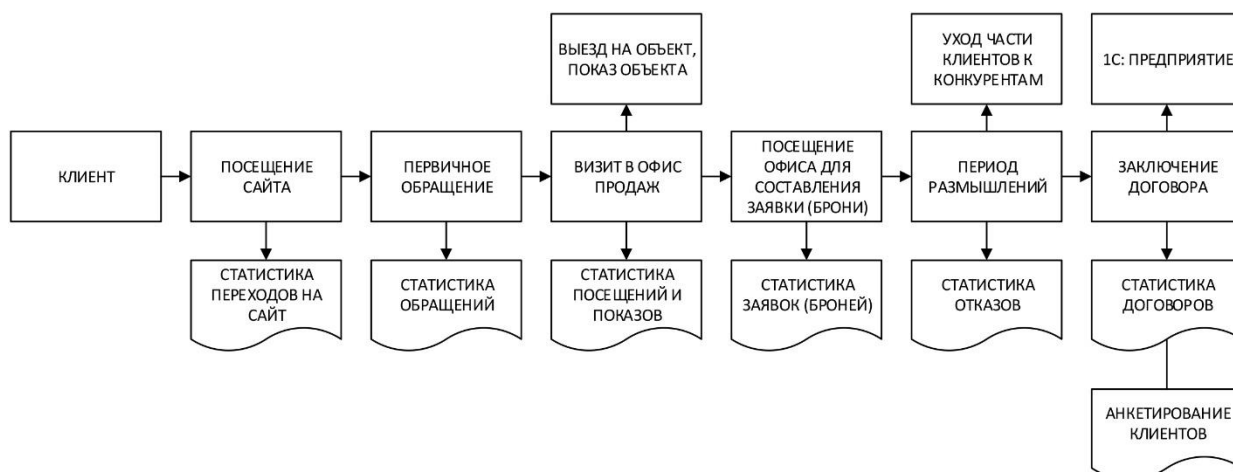 ВЫЕЗД НА ОБЪЕКТ,
ПОКАЗ ОБЪЕКТА
УХОД ЧАСТИ
КЛИЕНТОВ К
КОНКУРЕНТАМ
1С: ПРЕДПРИЯТИЕ
КЛИЕНТ
ПОСЕЩЕНИЕ
САЙТА
ПЕРВИЧНОЕ
ОБРАЩЕНИЕ
ВИЗИТ В ОФИС
ПРОДАЖ
ПОСЕЩЕНИЕ
ОФИСА ДЛЯ
СОСТАВЛЕНИЯ
ЗАЯВКИ (БРОНИ)
ПЕРИОД
РАЗМЫШЛЕНИЙ
ЗАКЛЮЧЕНИЕ
ДОГОВОРА
СТАТИСТИКА
ПЕРЕХОДОВ НА
САЙТ
СТАТИСТИКА
ОБРАЩЕНИЙ
СТАТИСТИКА
ПОСЕЩЕНИЙ И
ПОКАЗОВ
СТАТИСТИКА
ЗАЯВОК (БРОНЕЙ)
СТАТИСТИКА
ОТКАЗОВ
СТАТИСТИКА
ДОГОВОРОВ
АНКЕТИРОВАНИЕ
КЛИЕНТОВ